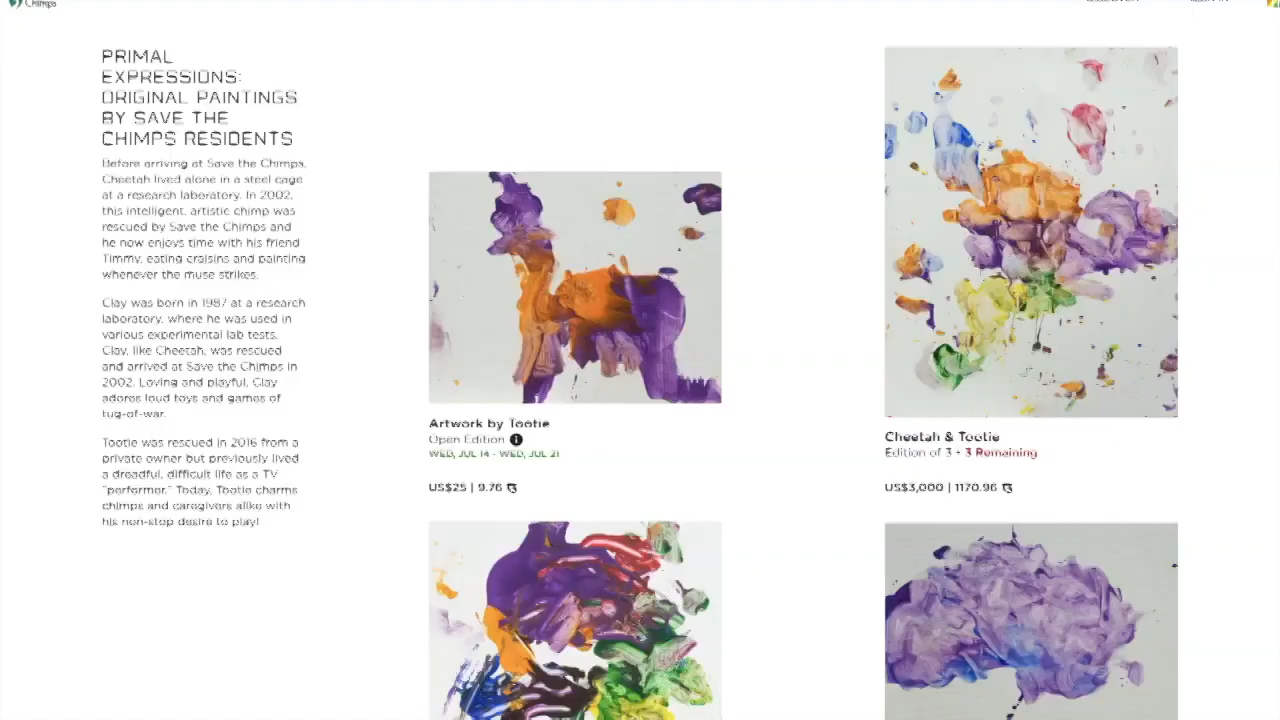 Chimps
PRIMAL
EXPRESSIONS:
ORIGINAL PAINTINGS
BY SAVE THE
CHIMPS RESIDENTS
Before arriving at Save the Chimps,
Cheetah lived alone in a steel cage
at a research laboratory. In 2002,
this intelligent, artistic chimp was
rescued by Save the Chimps and
he now enjoys time with his friend
Timmy, eating craisins and painting
whenever the muse strikes.
Clay was born in 1987 at a research
laboratory, where he was used in
various experimental lab tests.
Clay, like Cheetah, was rescued
and arrived at Save the Chimps in
2002. Loving and playful, Clay
adores loud toys and games of
tug-of-war.
Tootie was rescued in 2016 from a
private owner but previously lived
a dreadful, difficult life as a TV
"performer." Today, Tootie charms
chimps and caregivers alike with
his non-stop desire to play!
Artwork by Tootie
Open Edition
WED, JUL 14 - WED, JUL 21
US$25 | 9.76
Cheetah & Tootie
Edition of 3 - 3 Remaining
US$3,000 | 1170.96